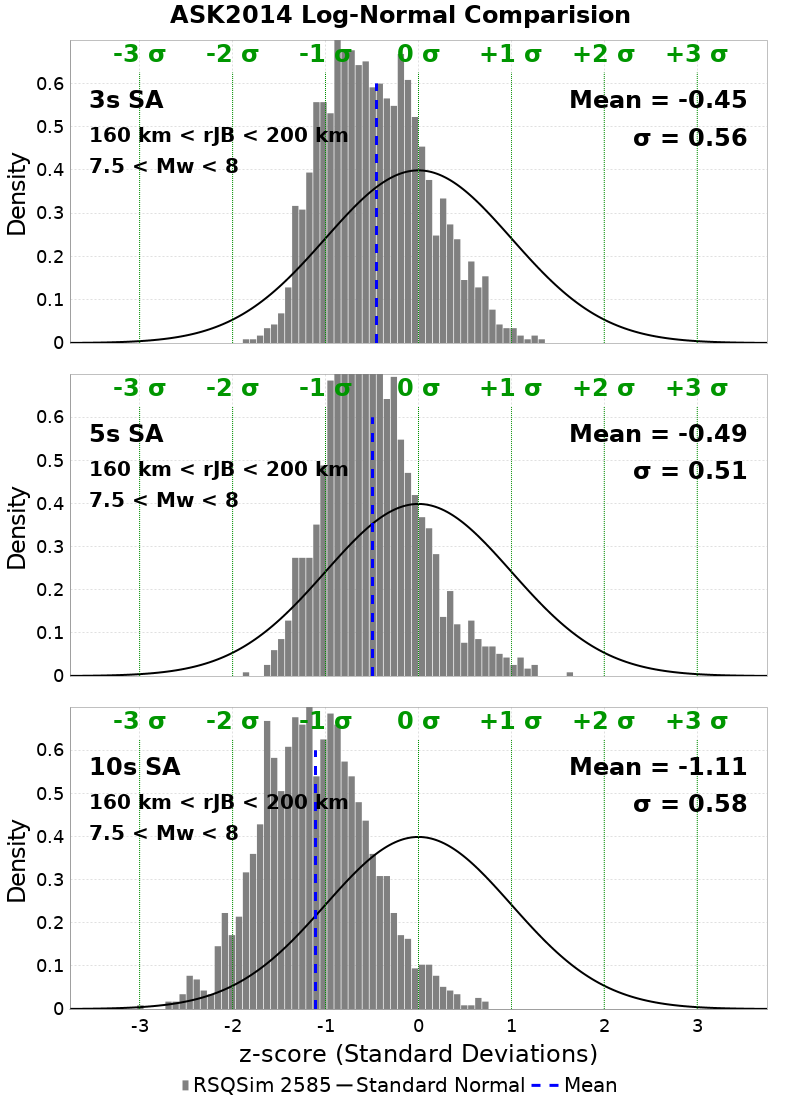 ASK2014 Log-Normal Comparision
-3 σ -2 σ -1 σ 0 σ +1 σ +2 σ +3 σ
3s SA
160 km < rJB < 200 km
7.5 < Mw < 8
Mean = -0.45
σ = 0.56
Density
0.6
0.5
0.4
0.3
0.2
0.1
0
-3 σ -2 σ -1 σ 0 σ +1 σ +2 σ +3 σ
5s SA
160 km < rJB < 200 km
7.5 < Mw < 8
Mean = -0.49
σ = 0.51
Density
0.6
0.5
0.4
0.3
0.2
0.1
0
-3 σ -2 σ -1 σ 0 σ +1 σ +2 σ +3 σ
10s SA
160 km < rJB < 200 km
7.5 < Mw < 8
Mean = -1.11
σ = 0.58
Density
0.6
0.5
0.4
0.3
0.2
0.1
0
-3 -2 -1 0 1 2 3
z-score (Standard Deviations)
RSQSim 2585 Standard Normal Mean